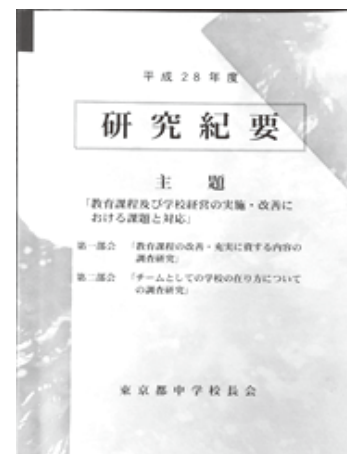 平成28年度
研究紀要
主題
「教育課程及び学校経営の実施・改善に
おける課題と対応」
第一部会 「教育課程の改善・充実に資する内容の
調査研究」
第二部会 「チームとしての学校の在り方について
の調査研究」
東京都中学校長会